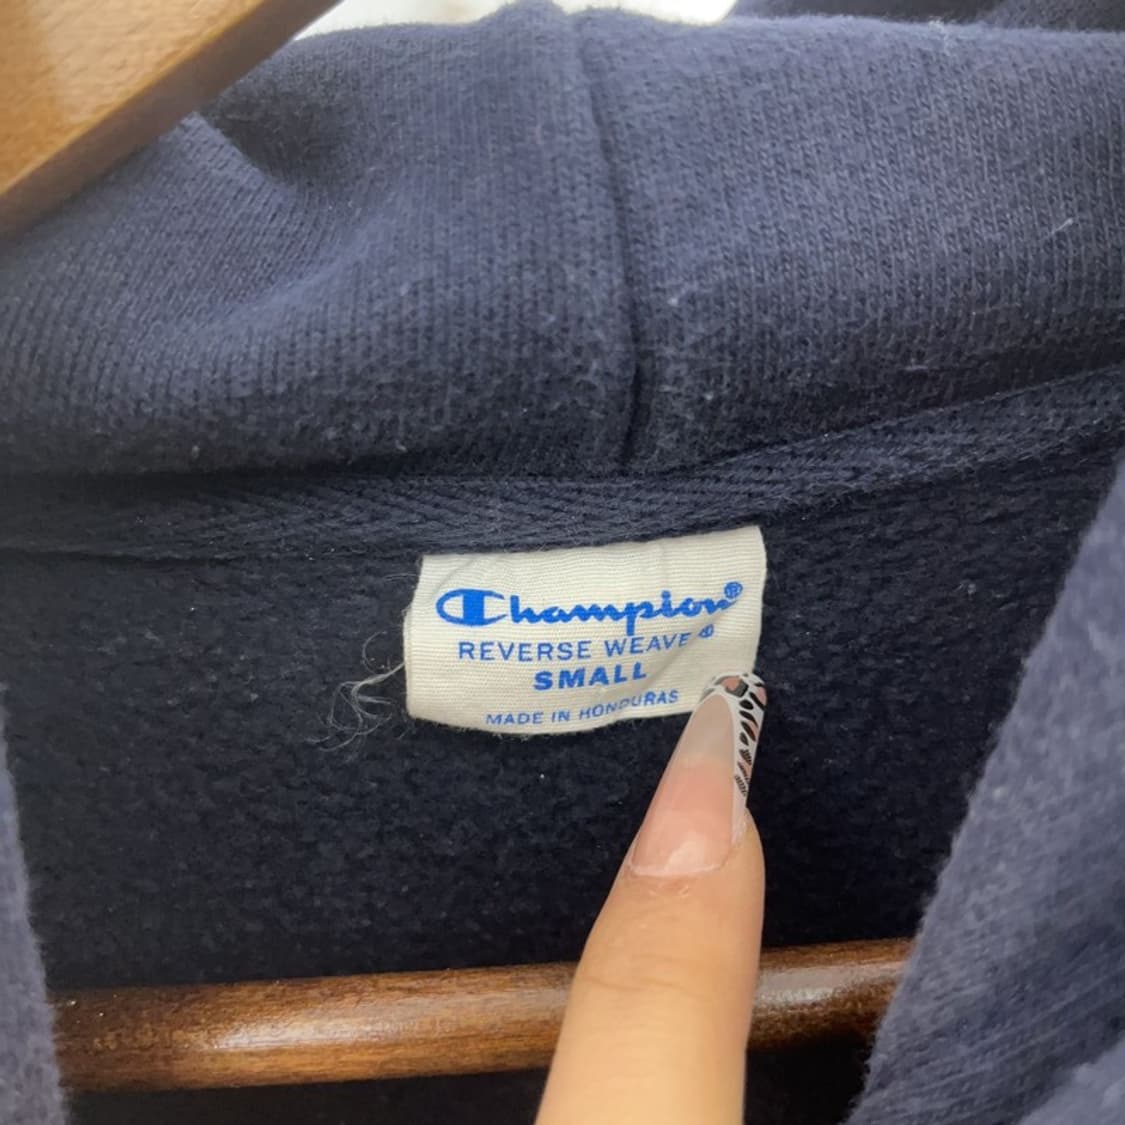 Champion®
REVERSE WEAVE®
SMALL
MADE IN HONDURAS